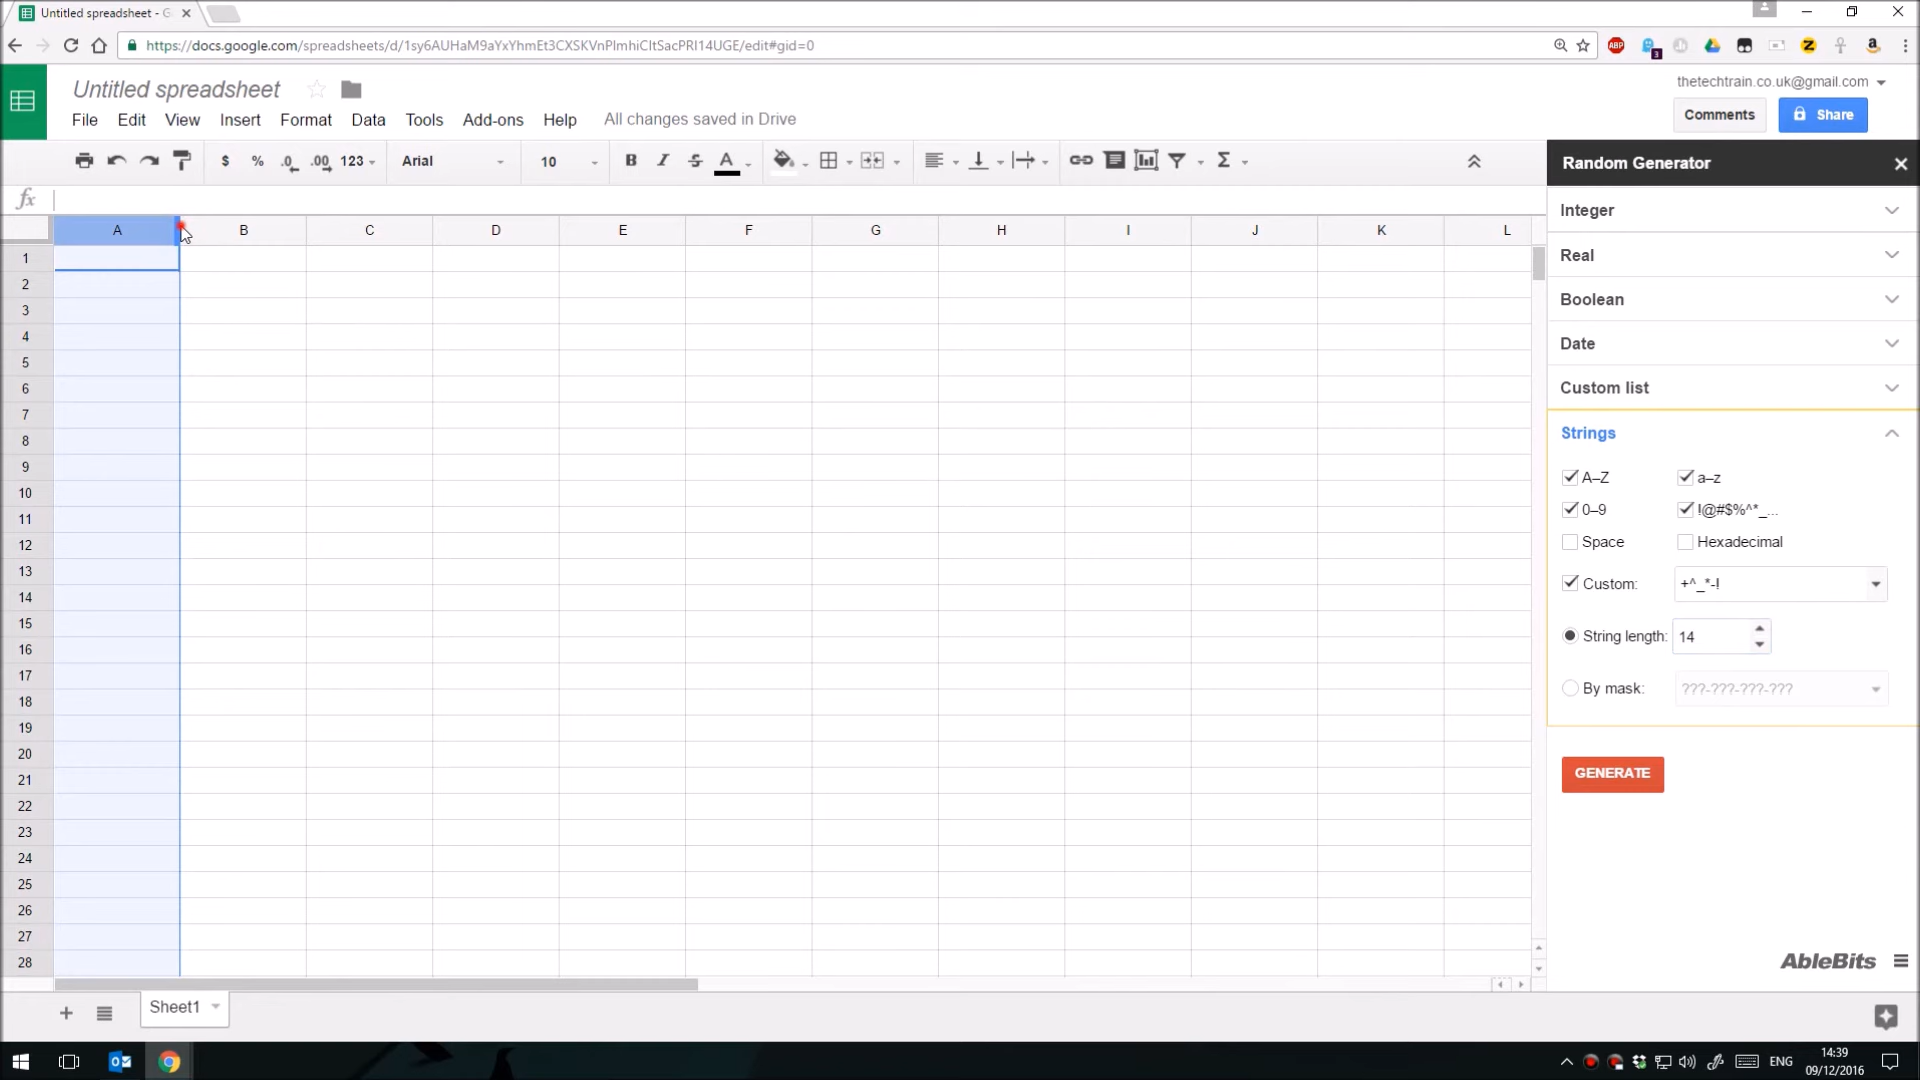 Untitled spreadsheet - G
https://docs.google.com/spreadsheets/d/1sy6AUHaM9aYxYhmEt3CXSKVnPlmhiCItSacPRI14UGE/edit#gid=0
Untitled spreadsheet
thetechtrain.co.uk@gmail.com
File Edit View Insert Format Data Tools Add-ons Help All changes saved in Drive
Comments Share
$ % .0 .00 123 Arial 10 B I S A Σ
Random Generator
fx
A B C D E F G H I J K L
1
2
3
4
5
6
7
8
9
10
11
12
13
14
15
16
17
18
19
20
21
22
23
24
25
26
27
28
Integer
Real
Boolean
Date
Custom list
Strings
A–Z a–z
0–9 !@#$%^*_...
Space Hexadecimal
Custom: +^_*-!
String length: 14
By mask: ???-???-???-???
GENERATE
AbleBits
Sheet1
ENG
14:39
09/12/2016